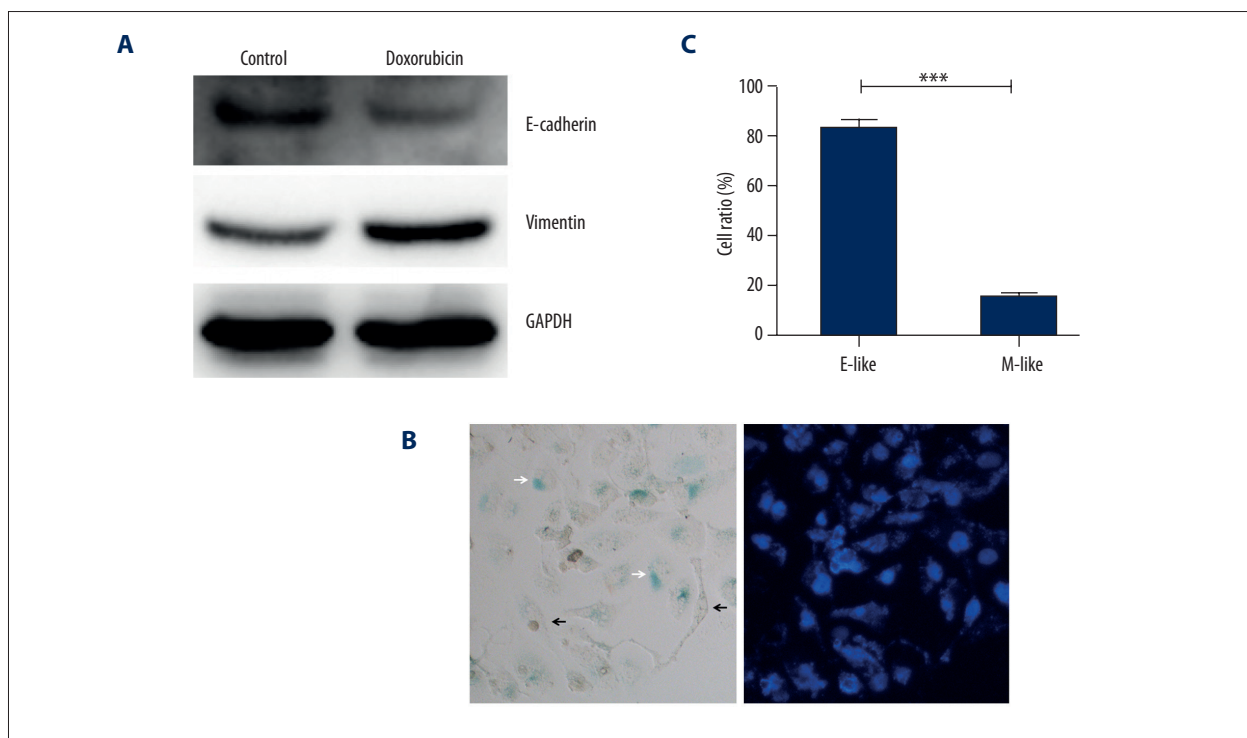 A
Control Doxorubicin
E-cadherin
Vimentin
GAPDH
C
***
100
80
60
40
20
0
Cell ratio (%)
E-like M-like
B